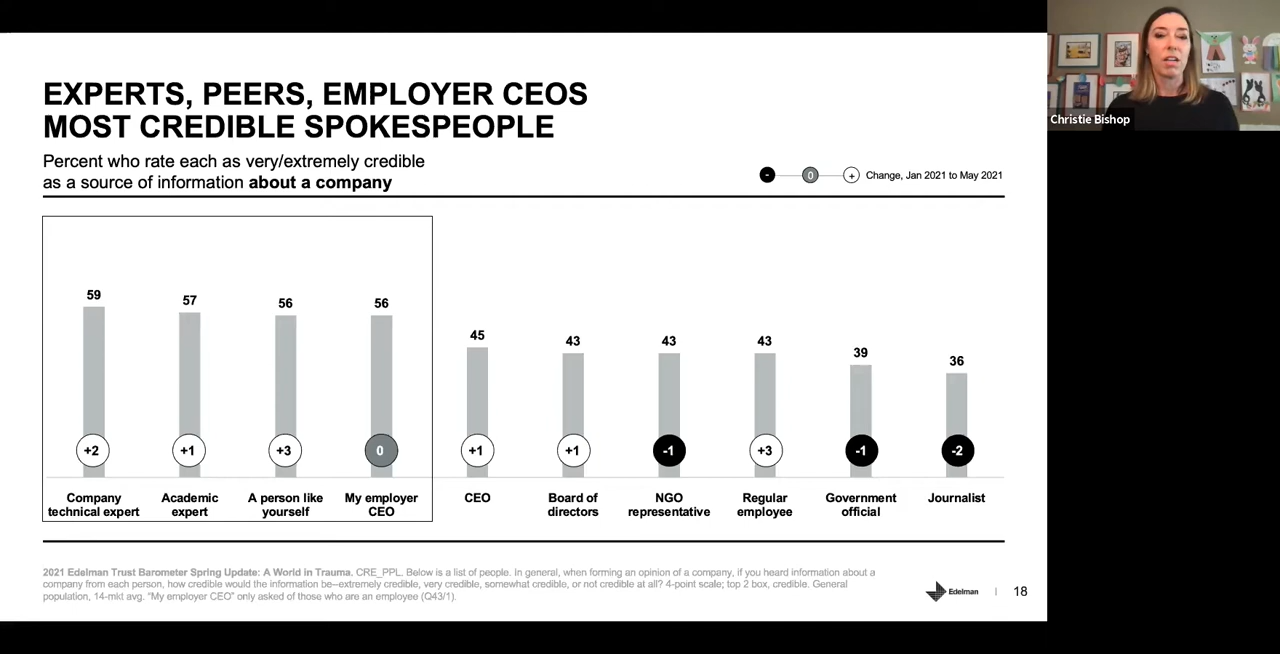 EXPERTS, PEERS, EMPLOYER CEOS
MOST CREDIBLE SPOKESPEOPLE
Percent who rate each as very/extremely credible
as a source of information about a company
- 0 + Change, Jan 2021 to May 2021
Christie Bishop
59 57 56 56 45 43 43 43 39 36
+2 +1 +3 0 +1 +1 -1 +3 -1 -2
Company
technical expert
Academic
expert
A person like
yourself
My employer
CEO
CEO
Board of
directors
NGO
representative
Regular
employee
Government
official
Journalist
2021 Edelman Trust Barometer Spring Update: A World in Trauma. CRE_PPL. Below is a list of people. In general, when forming an opinion of a company, if you heard information about a
company from each person, how credible would the information be--extremely credible, very credible, somewhat credible, or not credible at all? 4-point scale; top 2 box, credible. General
population, 14-mkt avg. “My employer CEO” only asked of those who are an employee (Q43/1).
Edelman | 18